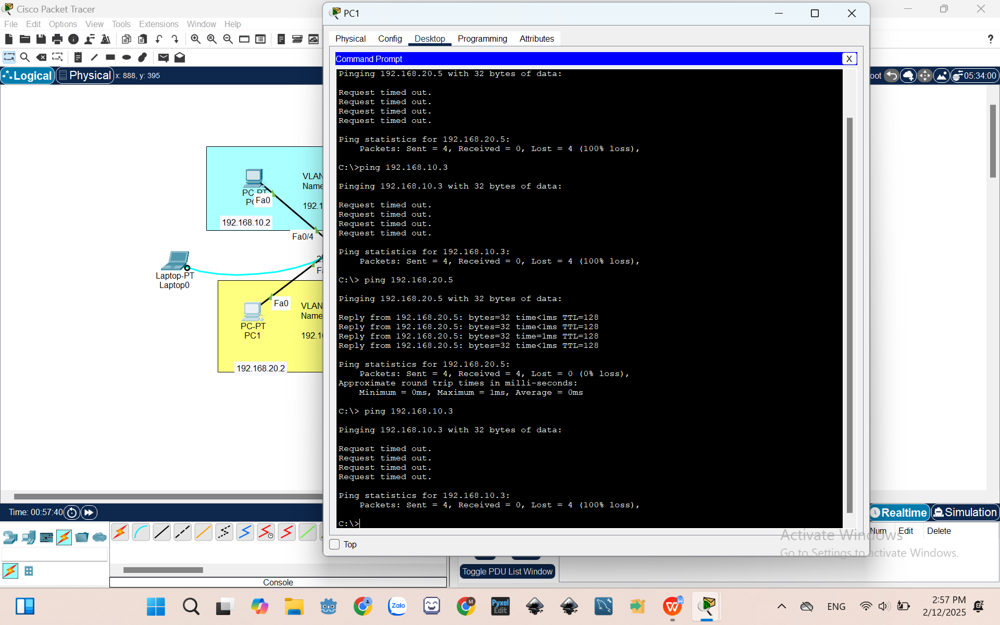 Cisco Packet Tracer
File Edit Options View Tools Extensions Window Help
Logical
Physical
x: 888, y: 395
05:34:00
PC1
Physical Config Desktop Programming Attributes
Command Prompt
X
Pinging 192.168.20.5 with 32 bytes of data:
Request timed out.
Request timed out.
Request timed out.
Request timed out.
Ping statistics for 192.168.20.5:
Packets: Sent = 4, Received = 0, Lost = 4 (100% loss),
C:\>ping 192.168.10.3
Pinging 192.168.10.3 with 32 bytes of data:
Request timed out.
Request timed out.
Request timed out.
Request timed out.
Ping statistics for 192.168.10.3:
Packets: Sent = 4, Received = 0, Lost = 4 (100% loss),
C:\> ping 192.168.20.5
Pinging 192.168.20.5 with 32 bytes of data:
Reply from 192.168.20.5: bytes=32 time<1ms TTL=128
Reply from 192.168.20.5: bytes=32 time<1ms TTL=128
Reply from 192.168.20.5: bytes=32 time=1ms TTL=128
Reply from 192.168.20.5: bytes=32 time<1ms TTL=128
Ping statistics for 192.168.20.5:
Packets: Sent = 4, Received = 4, Lost = 0 (0% loss),
Approximate round trip times in milli-seconds:
Minimum = 0ms, Maximum = 1ms, Average = 0ms
C:\> ping 192.168.10.3
Pinging 192.168.10.3 with 32 bytes of data:
Request timed out.
Request timed out.
Request timed out.
Request timed out.
Ping statistics for 192.168.10.3:
Packets: Sent = 4, Received = 0, Lost = 4 (100% loss),
C:\>
Top
VLAN
Name
192.1
Fa0
192.168.10.2
Fa0/4
Laptop-PT
Laptop0
Fa0
VLAN
Name
PC-PT
PC1
192.1
192.168.20.2
Time: 00:57:40
Realtime
Simulation
Num Edit Delete
Activate Windows
Go to Settings to activate Windows.
Toggle PDU List Window
Console
Zalo
M
Pyxel
Edit
ENG
2:57 PM
2/12/2025